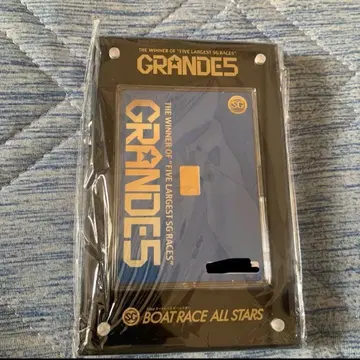 THE WINNER OF "FIVE LARGEST SG RACES"
GRANDE5
SG
THE WINNER OF "FIVE LARGEST SG RACES"
GRANDE5
SG
BOAT RACE ALL STARS